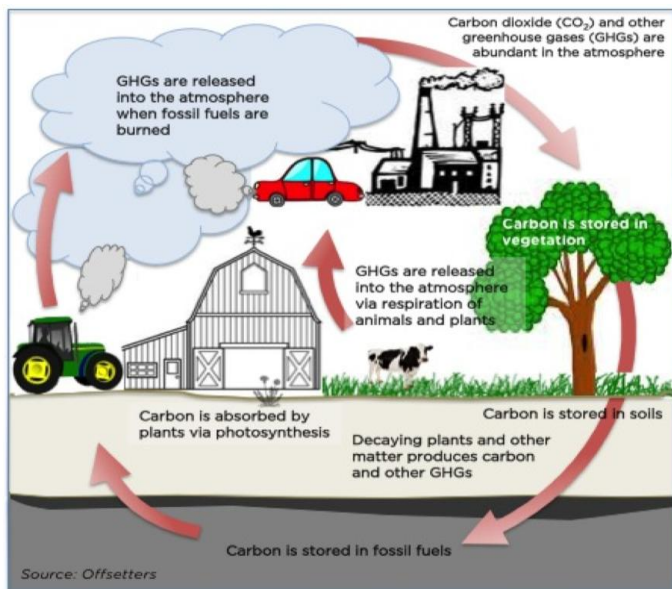 Carbon dioxide (CO₂) and other
greenhouse gases (GHGs) are
abundant in the atmosphere
GHGs are released
into the atmosphere
when fossil fuels are
burned
Carbon is stored in
vegetation
GHGs are released
into the atmosphere
via respiration of
animals and plants
Carbon is absorbed by
plants via photosynthesis
Carbon is stored in soils
Decaying plants and other
matter produces carbon
and other GHGs
Carbon is stored in fossil fuels
Source: Offsetters